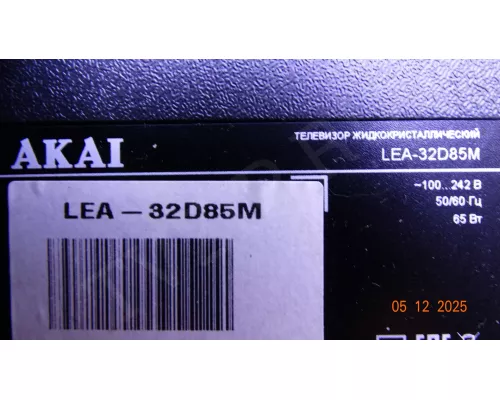 ТЕЛЕВИЗОР ЖИДКОКРИСТАЛЛИЧЕСКИЙ
AKAI
LEA-32D85M
~100...242 В
LEA – 32D85M
50/60 Гц
65 Вт
05 12 2025